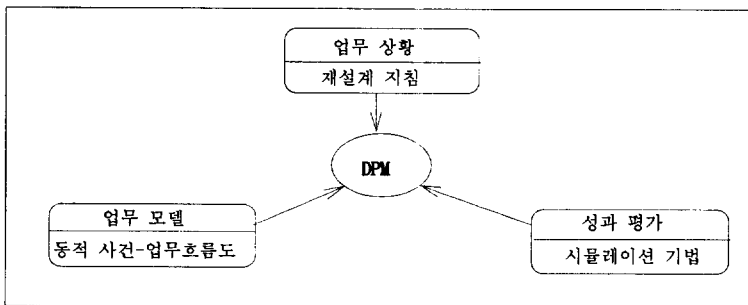 업무 상황
재설계 지침
DPM
업무 모델
동적 사건-업무흐름도
성과 평가
시뮬레이션 기법